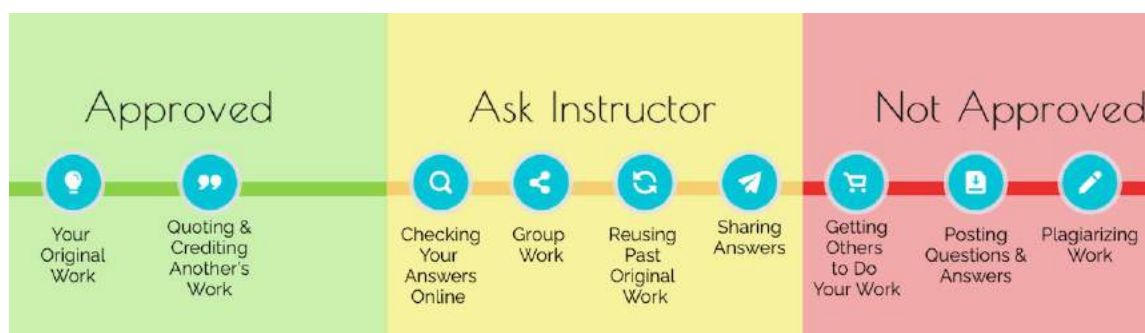 Approved
Your
Original
Work
Quoting &
Crediting
Another's
Work
Ask Instructor
Checking
Your
Answers
Online
Group
Work
Reusing
Past
Original
Work
Sharing
Answers
Not Approved
Getting
Others
to Do
Your Work
Posting
Questions &
Answers
Plagiarizing
Work